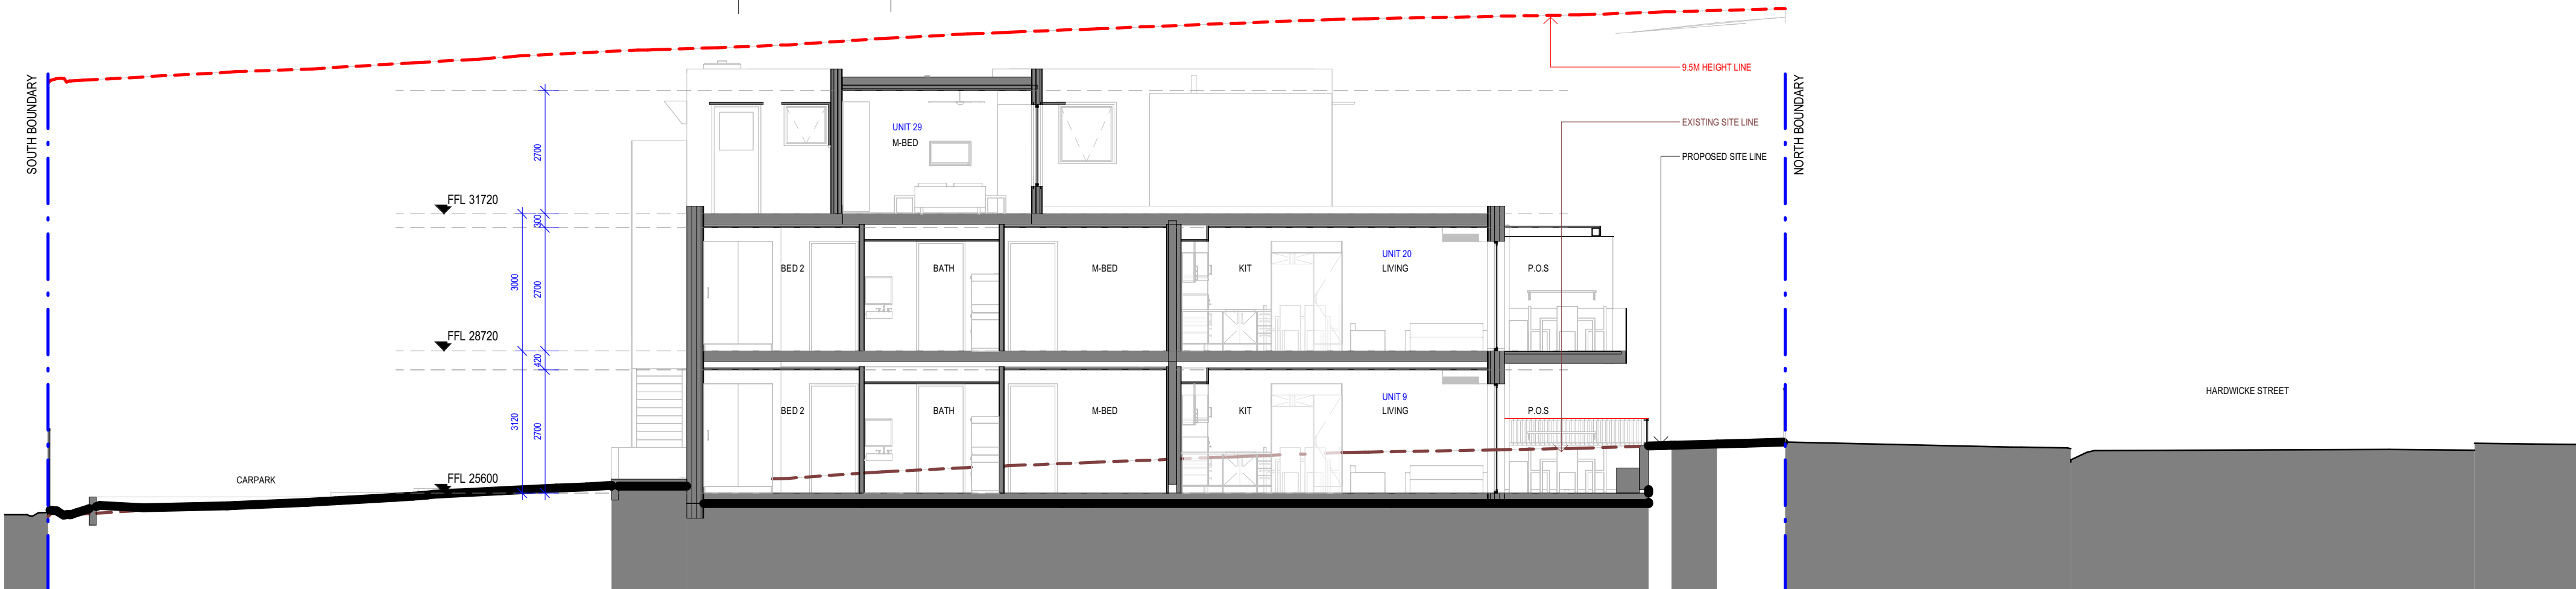 SOUTH BOUNDARY
9.5M HEIGHT LINE
NORTH BOUNDARY
EXISTING SITE LINE
PROPOSED SITE LINE
UNIT 29
M-BED
2700
FFL 31720
300
BED 2
BATH
M-BED
KIT
UNIT 20
LIVING
P.O.S
3000
2700
FFL 28720
420
BED 2
BATH
M-BED
KIT
UNIT 9
LIVING
P.O.S
HARDWICKE STREET
3120
2700
CARPARK
FFL 25600